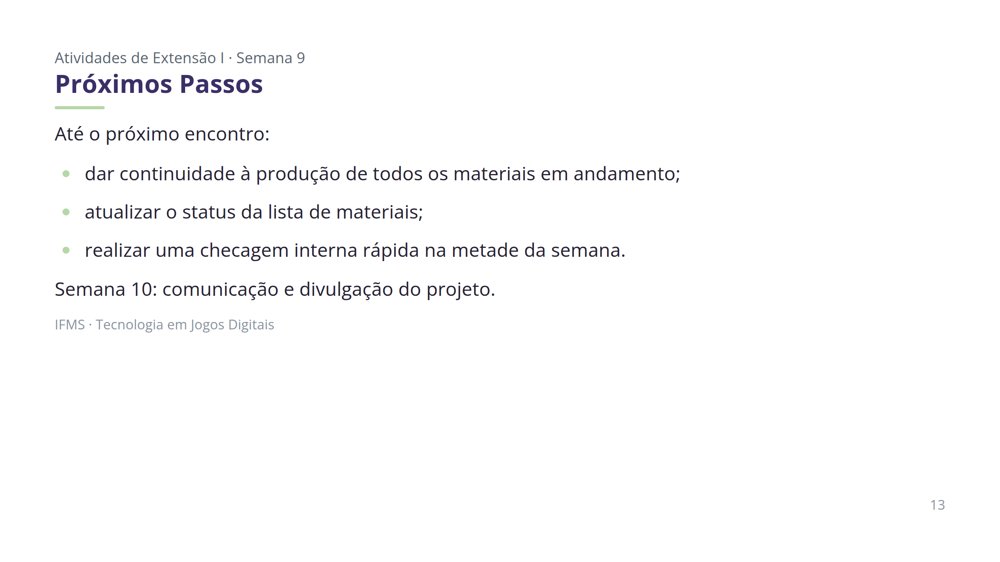 Atividades de Extensão I · Semana 9
Próximos Passos
Até o próximo encontro:
dar continuidade à produção de todos os materiais em andamento;
atualizar o status da lista de materiais;
realizar uma checagem interna rápida na metade da semana.
Semana 10: comunicação e divulgação do projeto.
IFMS · Tecnologia em Jogos Digitais
13